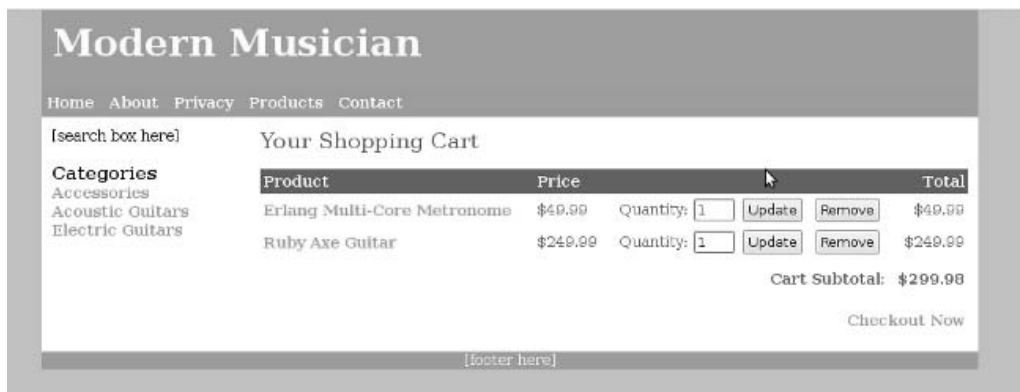 Modern Musician
Home About Privacy Products Contact
[search box here]
Categories
Accessories
Acoustic Guitars
Electric Guitars
Your Shopping Cart
Product Price Total
Erlang Multi-Core Metronome $49.99 Quantity: 1 Update Remove $49.99
Ruby Axe Guitar $249.99 Quantity: 1 Update Remove $249.99
Cart Subtotal: $299.98
Checkout Now
[footer here]